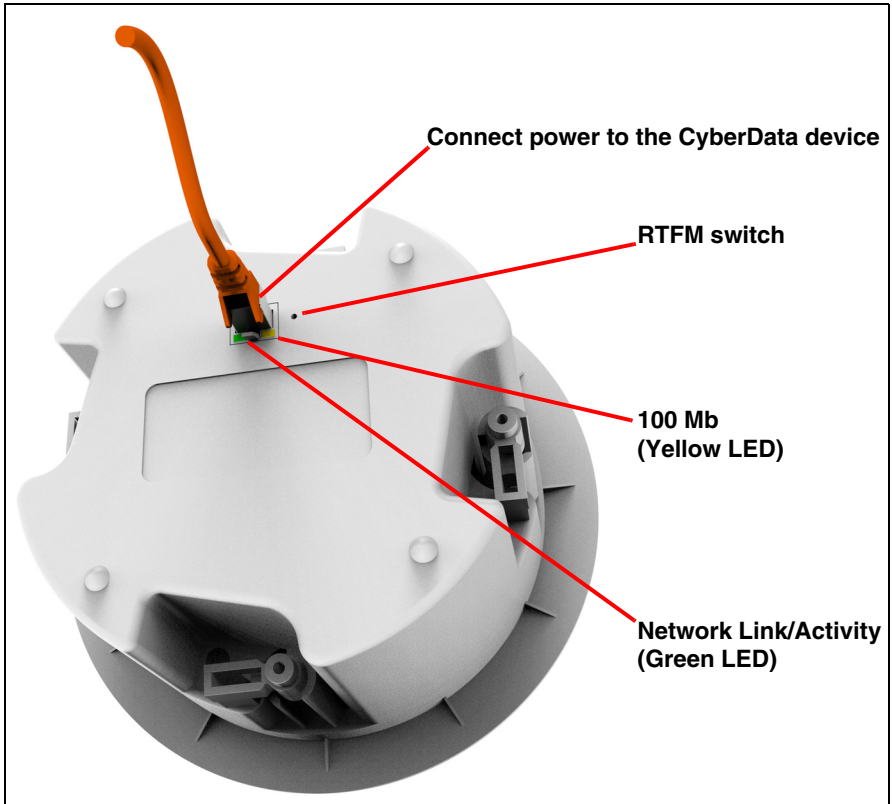 Connect power to the CyberData device
RTFM switch
100 Mb
(Yellow LED)
Network Link/Activity
(Green LED)